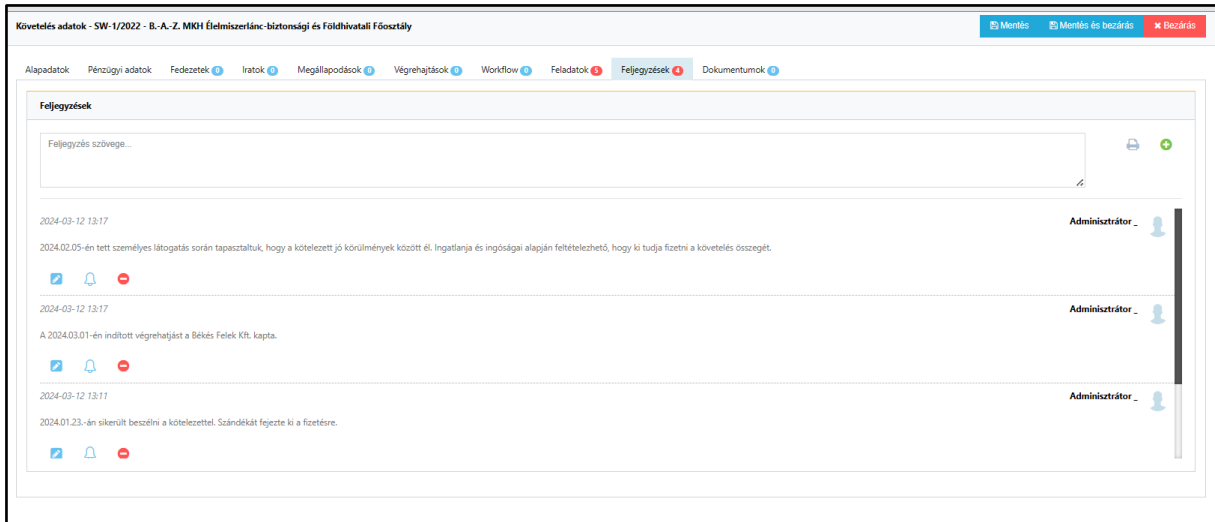 Követelés adatok - SW-1/2022 - B.-A.-Z. MKH Élelmiszerlánc-biztonsági és Földhivatali Főosztály
Mentés Mentés és bezárás Bezárás
Alapadatok Pénzügyi adatok Fedezetek 0 Iratok 0 Megállapodások 0 Végrehajtások 0 Workflow 0 Feladatok 5 Feljegyzések 4 Dokumentumok 0
Feljegyzések
Feljegyzés szövege...
2024-03-12 13:17 Adminisztrátor _
2024.02.05-én tett személyes látogatás során tapasztaltuk, hogy a kötelezett jó körülmények között él. Ingatlanja és ingóságai alapján feltételezhető, hogy ki tudja fizetni a követelés összegét.
2024-03-12 13:17 Adminisztrátor _
A 2024.03.01-én indított végrehatjást a Békés Felek Kft. kapta.
2024-03-12 13:11 Adminisztrátor _
2024.01.23.-án sikerült beszélni a kötelezettel. Szándékát fejezte ki a fizetésre.